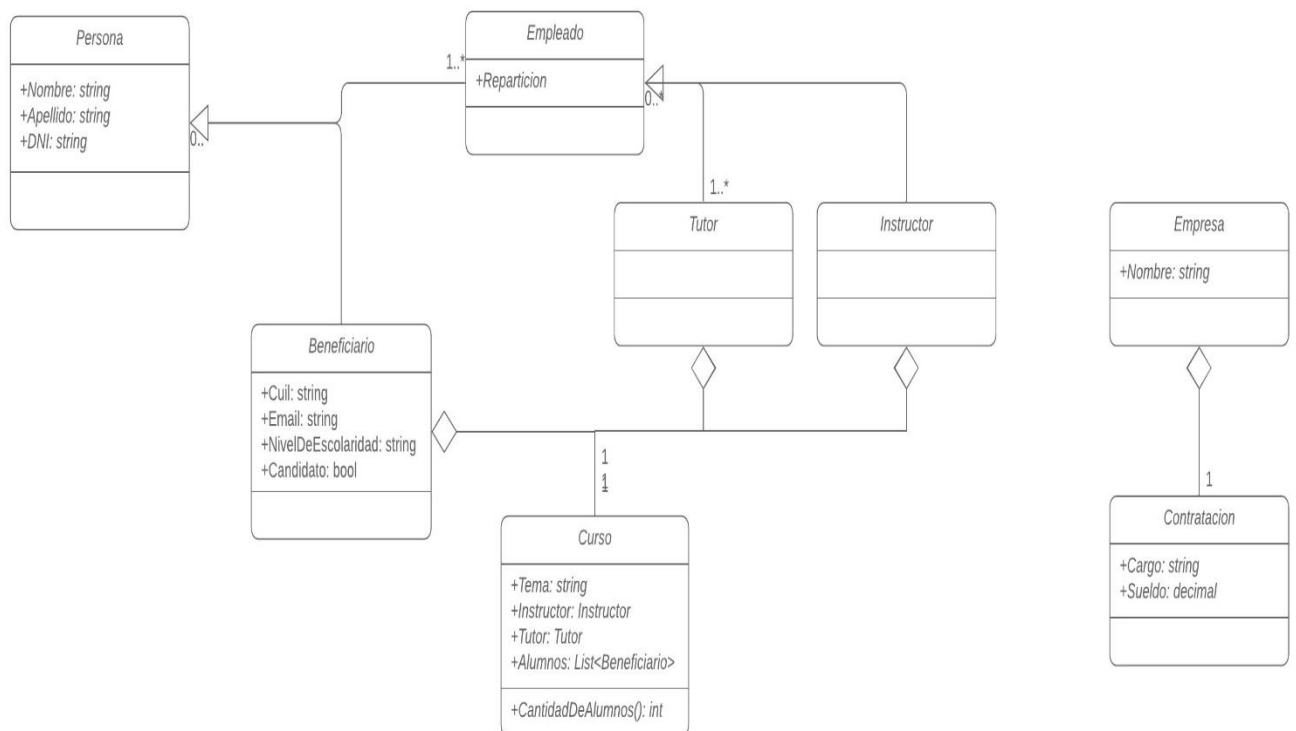 Persona
+Nombre: string
+Apellido: string
+DNI: string
0..
1..*
Empleado
+Reparticion
0..*
1..*
Tutor
Instructor
Empresa
+Nombre: string
Beneficiario
+Cuil: string
+Email: string
+NivelDeEscolaridad: string
+Candidato: bool
1
1
1
Curso
+Tema: string
+Instructor: Instructor
+Tutor: Tutor
+Alumnos: List<Beneficiario>
+CantidadDeAlumnos(): int
Contratacion
+Cargo: string
+Sueldo: decimal